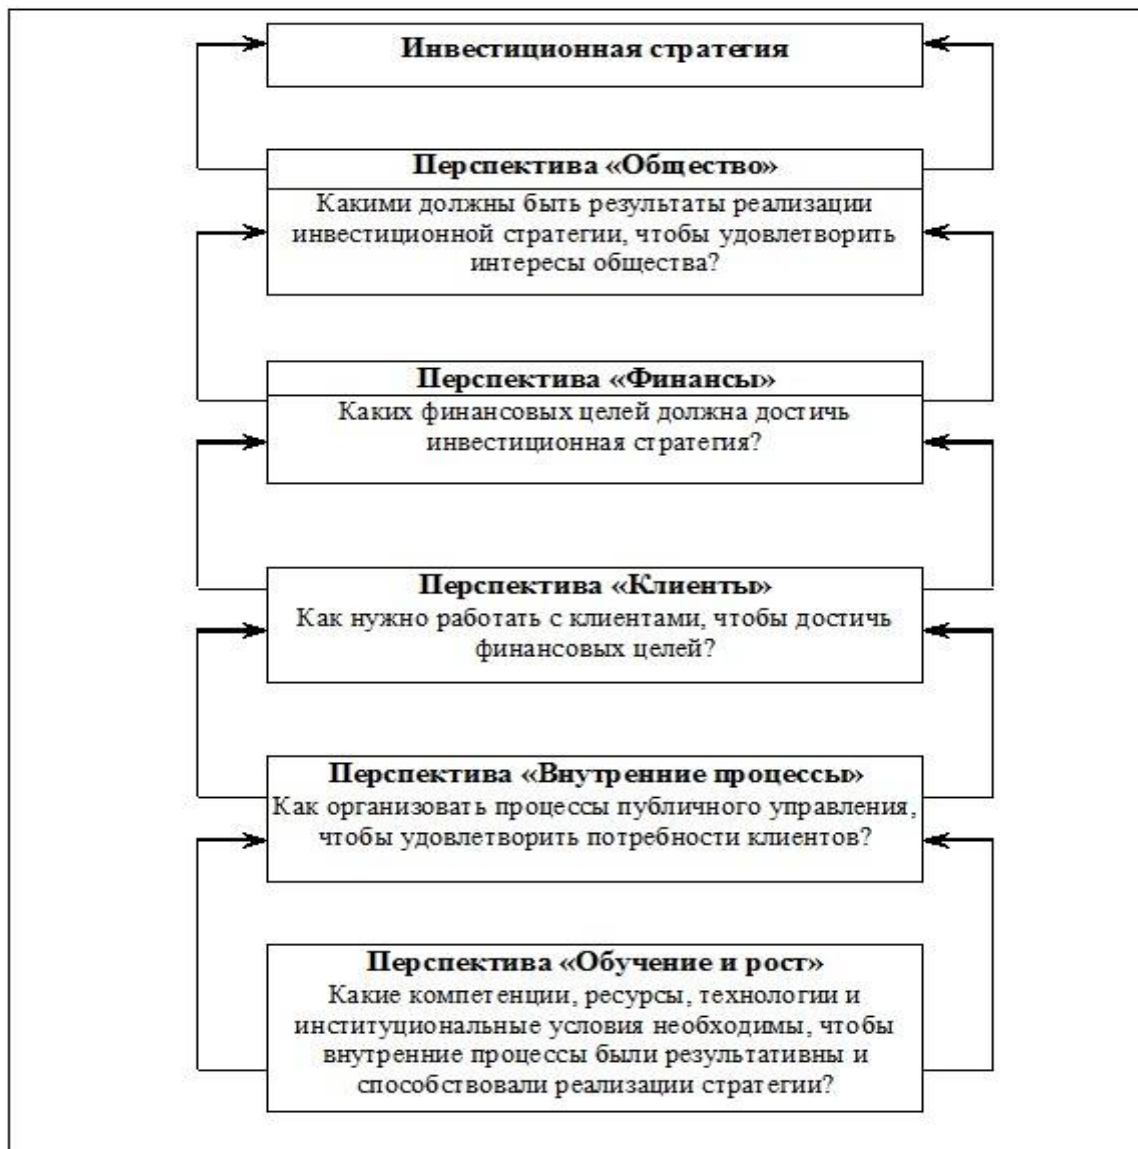 Инвестиционная стратегия
Перспектива «Общество»
Какими должны быть результаты реализации
инвестиционной стратегии, чтобы удовлетворить
интересы общества?
Перспектива «Финансы»
Каких финансовых целей должна достичь
инвестиционная стратегия?
Перспектива «Клиенты»
Как нужно работать с клиентами, чтобы достичь
финансовых целей?
Перспектива «Внутренние процессы»
Как организовать процессы публичного управления,
чтобы удовлетворить потребности клиентов?
Перспектива «Обучение и рост»
Какие компетенции, ресурсы, технологии и
институциональные условия необходимы, чтобы
внутренние процессы были результативны и
способствовали реализации стратегии?